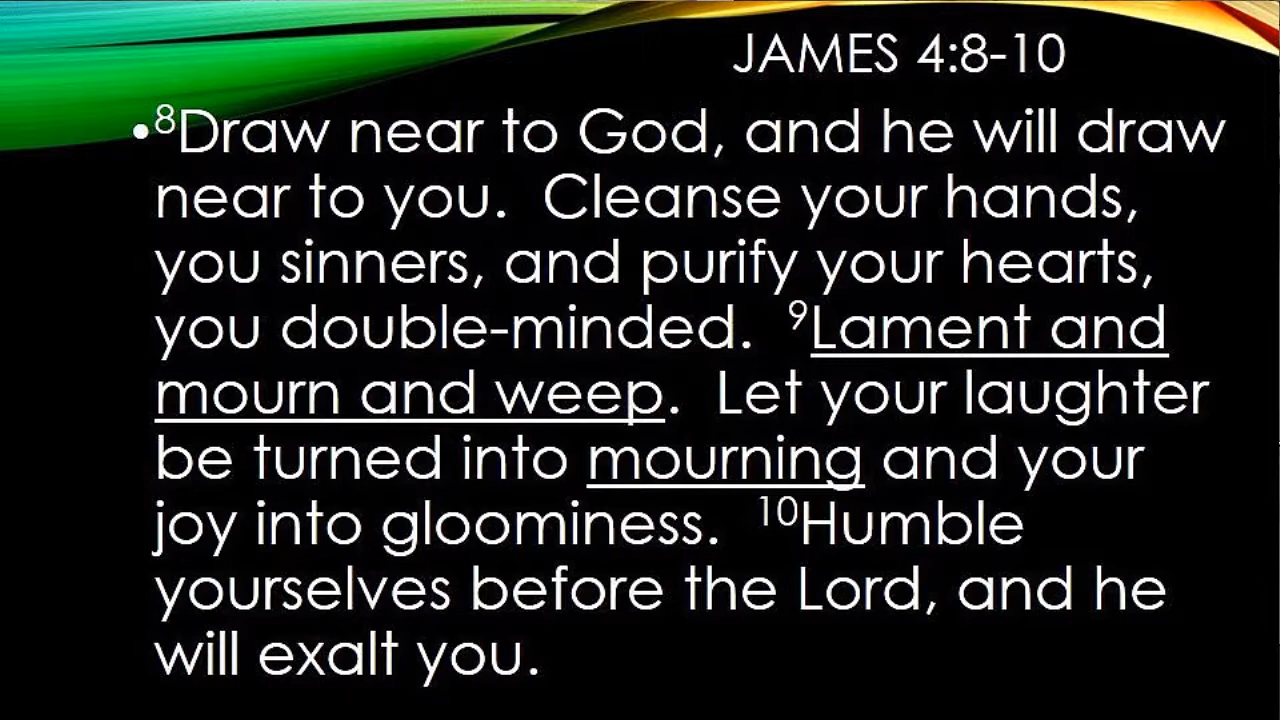 JAMES 4:8-10
•⁸Draw near to God, and he will draw
near to you.  Cleanse your hands,
you sinners, and purify your hearts,
you double-minded.  ⁹Lament and
mourn and weep.  Let your laughter
be turned into mourning and your
joy into gloominess.  ¹⁰Humble
yourselves before the Lord, and he
will exalt you.